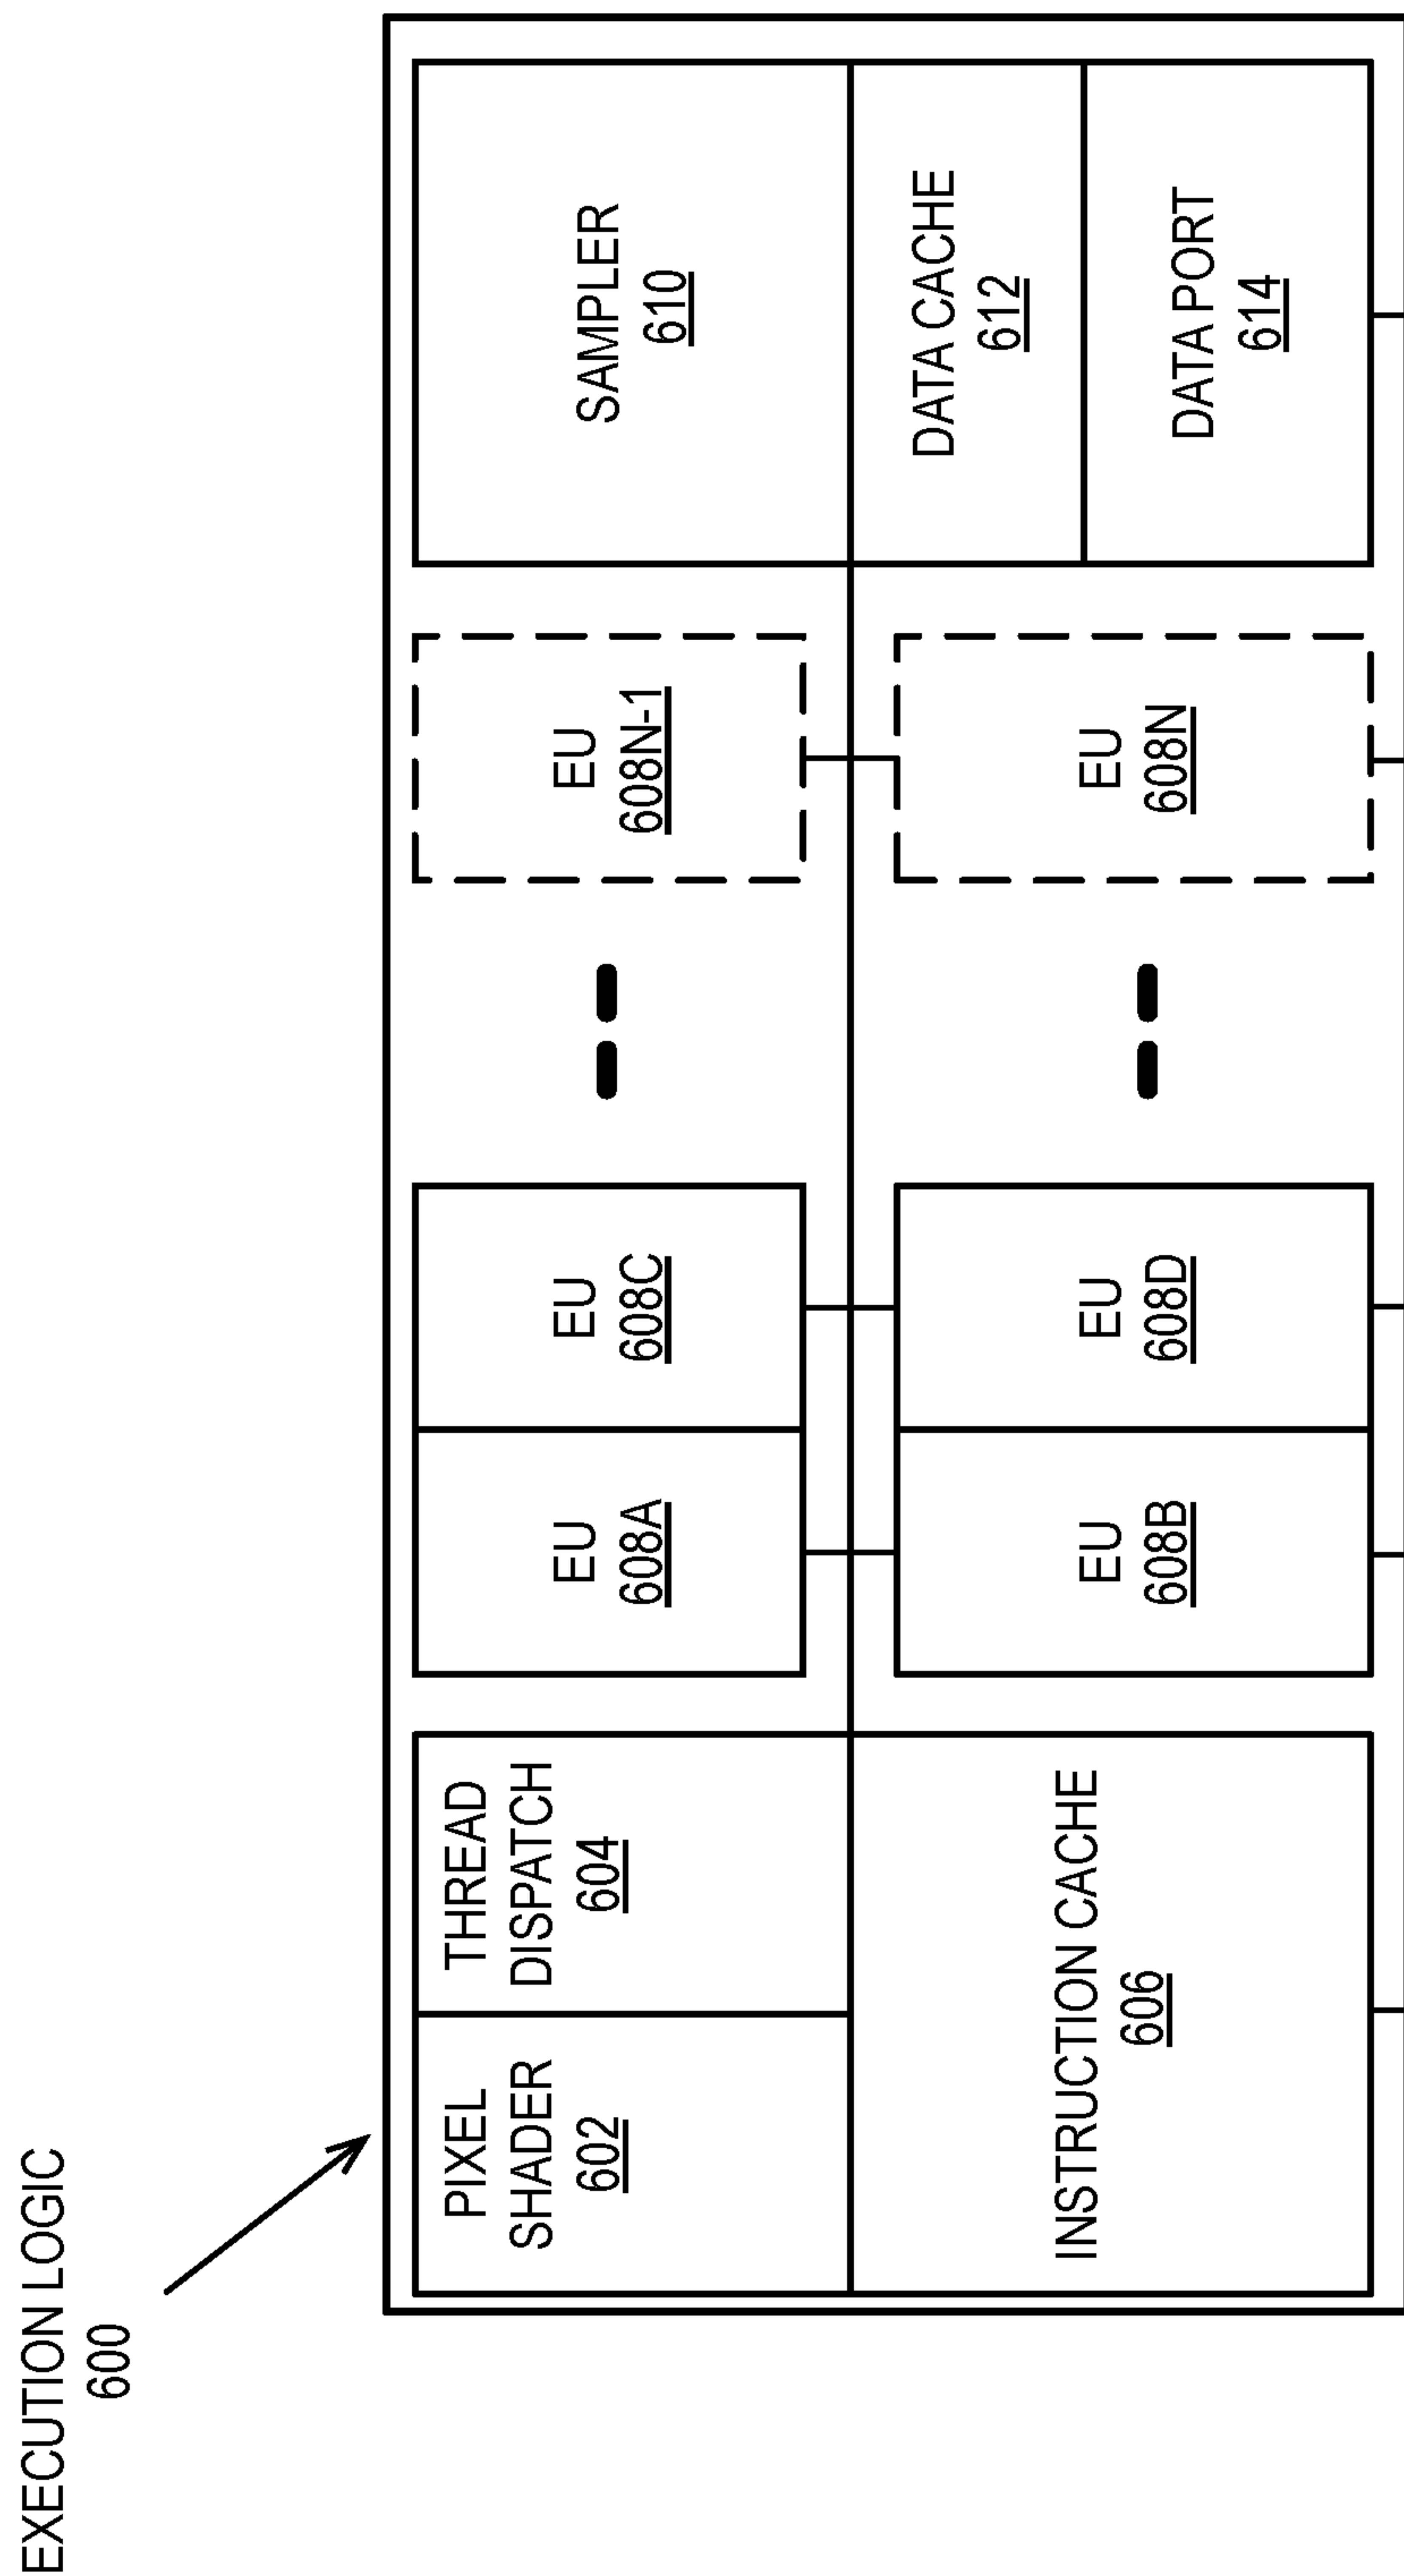 EXECUTION LOGIC
600
PIXEL
SHADER
602
THREAD
DISPATCH
604
EU
608A
EU
608C
EU
608N-1
SAMPLER
610
INSTRUCTION CACHE
606
EU
608B
EU
608D
EU
608N
DATA CACHE
612
DATA PORT
614